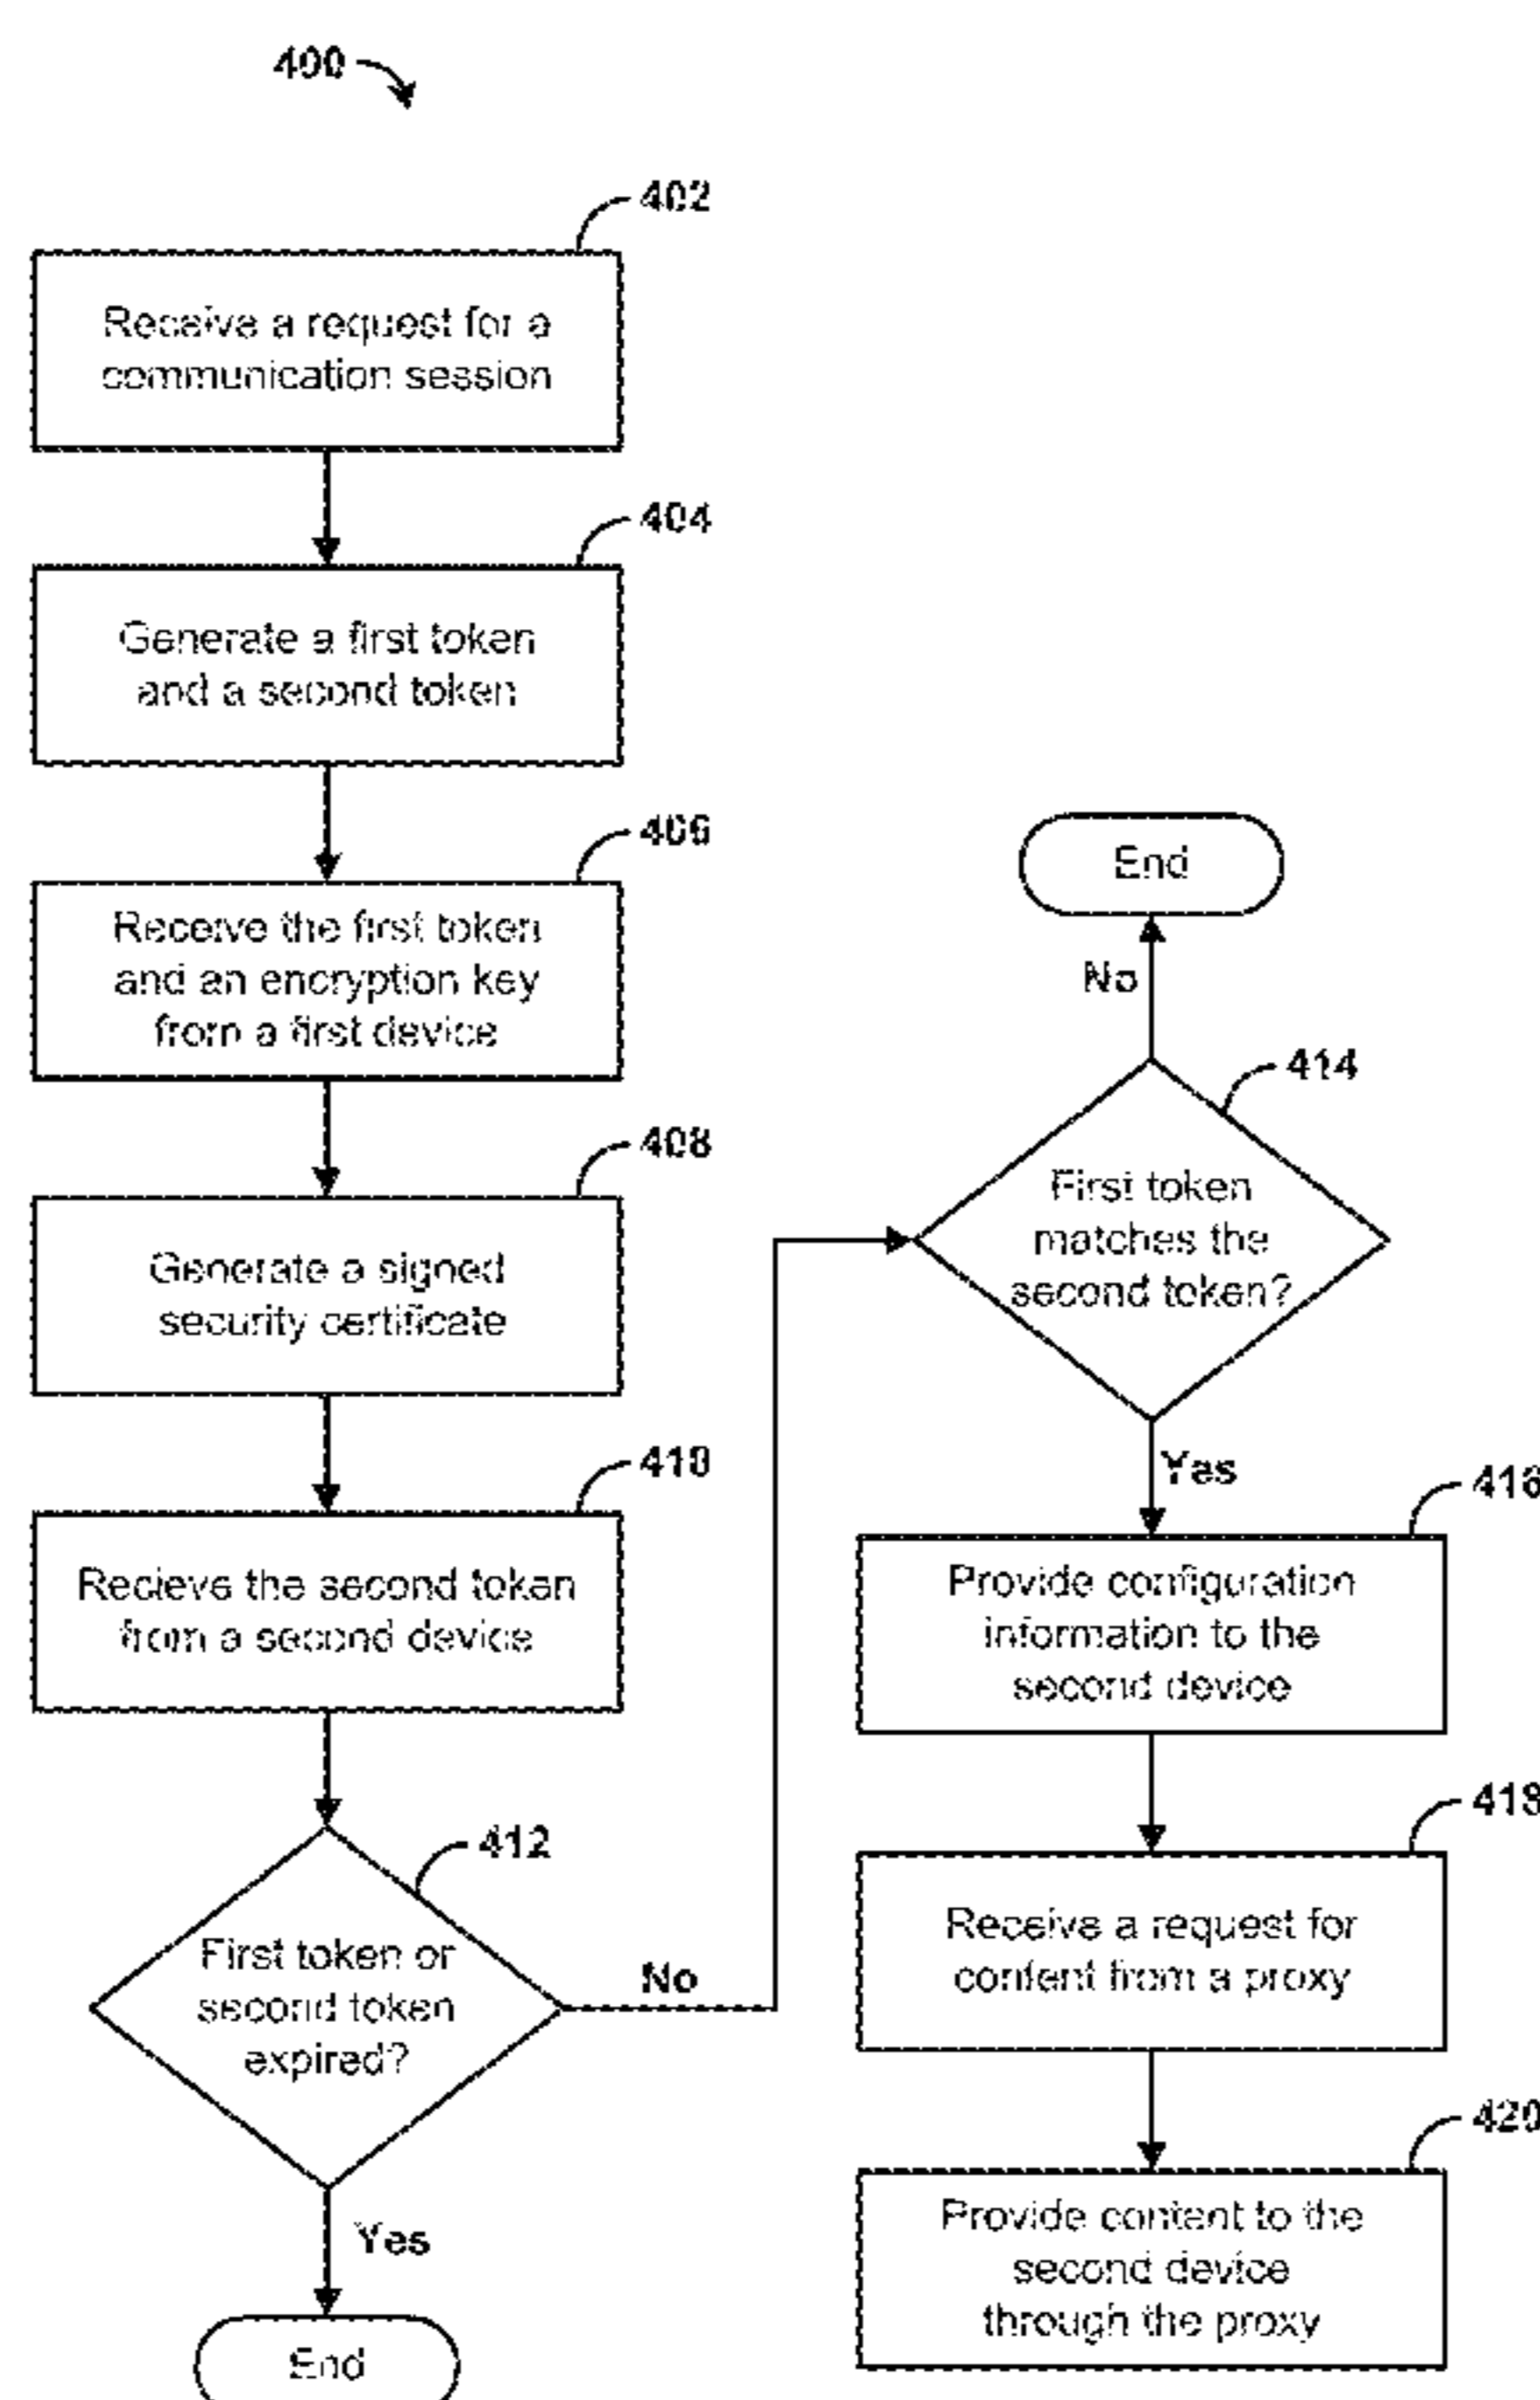 400
402
Receive a request for a
communication session
404
Generate a first token
and a second token
406
Receive the first token
and an encryption key
from a first device
408
Generate a signed
security certificate
410
Recieve the second token
from a second device
412
First token or
second token
expired?
No
Yes
End
End
No
414
First token
matches the
second token?
Yes
416
Provide configuration
information to the
second device
418
Receive a request for
content from a proxy
420
Provide content to the
second device
through the proxy